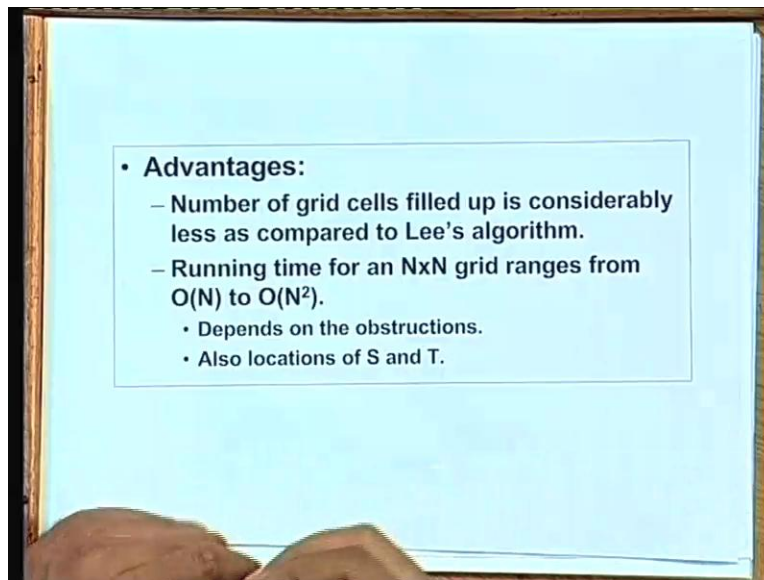 • Advantages:
– Number of grid cells filled up is considerably
less as compared to Lee's algorithm.
– Running time for an NxN grid ranges from
O(N) to O(N²).
• Depends on the obstructions.
• Also locations of S and T.